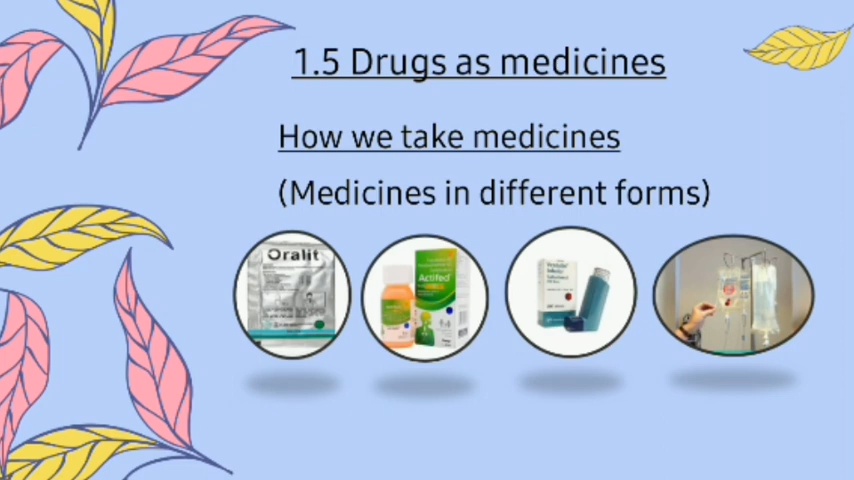 1.5 Drugs as medicines
How we take medicines
(Medicines in different forms)
Oralit
Actifed